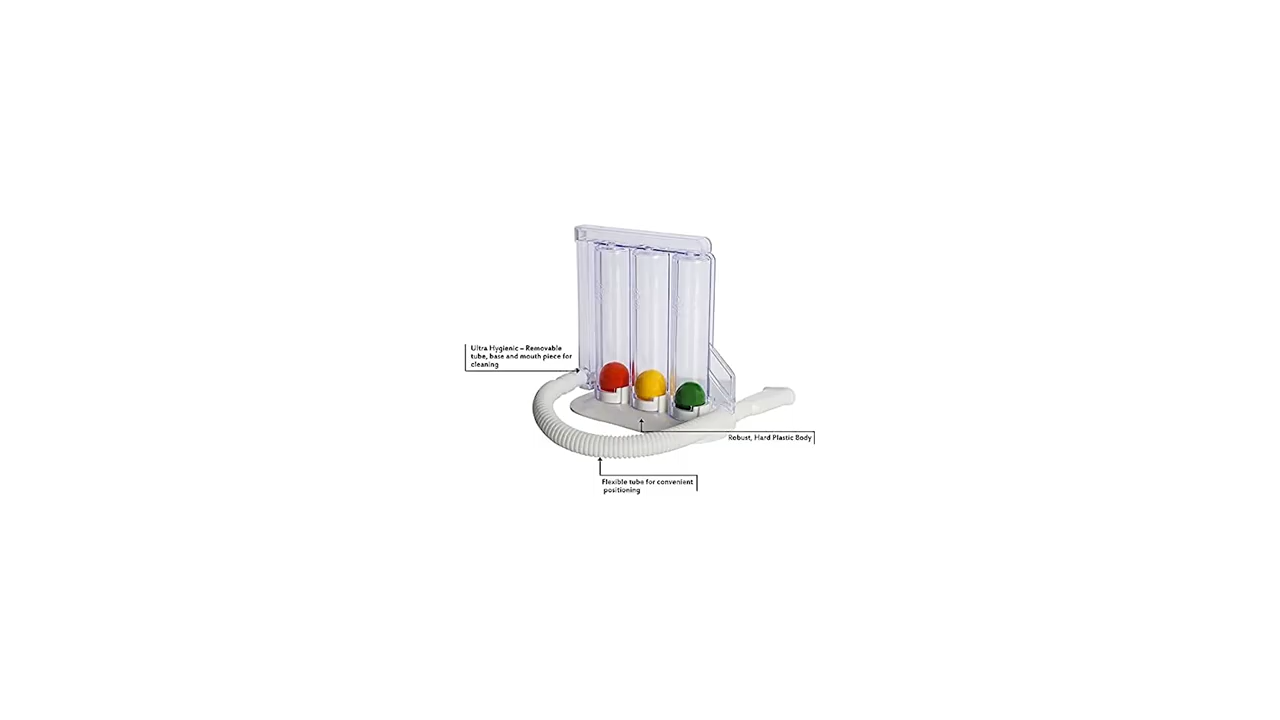 Ultra Hygienic – Removable
tube, base and mouth piece for
cleaning
Robust, Hard Plastic Body
Flexible tube for convenient
positioning